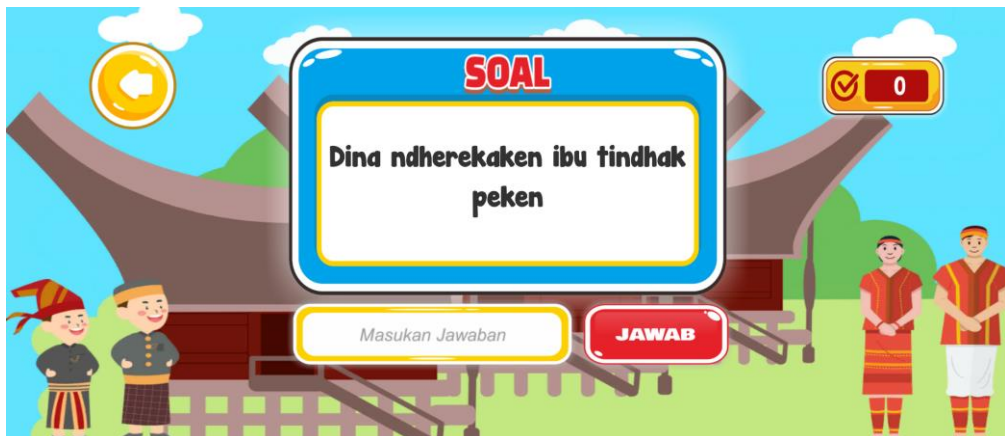 SOAL
0
Dina ndherekaken ibu tindhak
peken
Masukan Jawaban
JAWAB